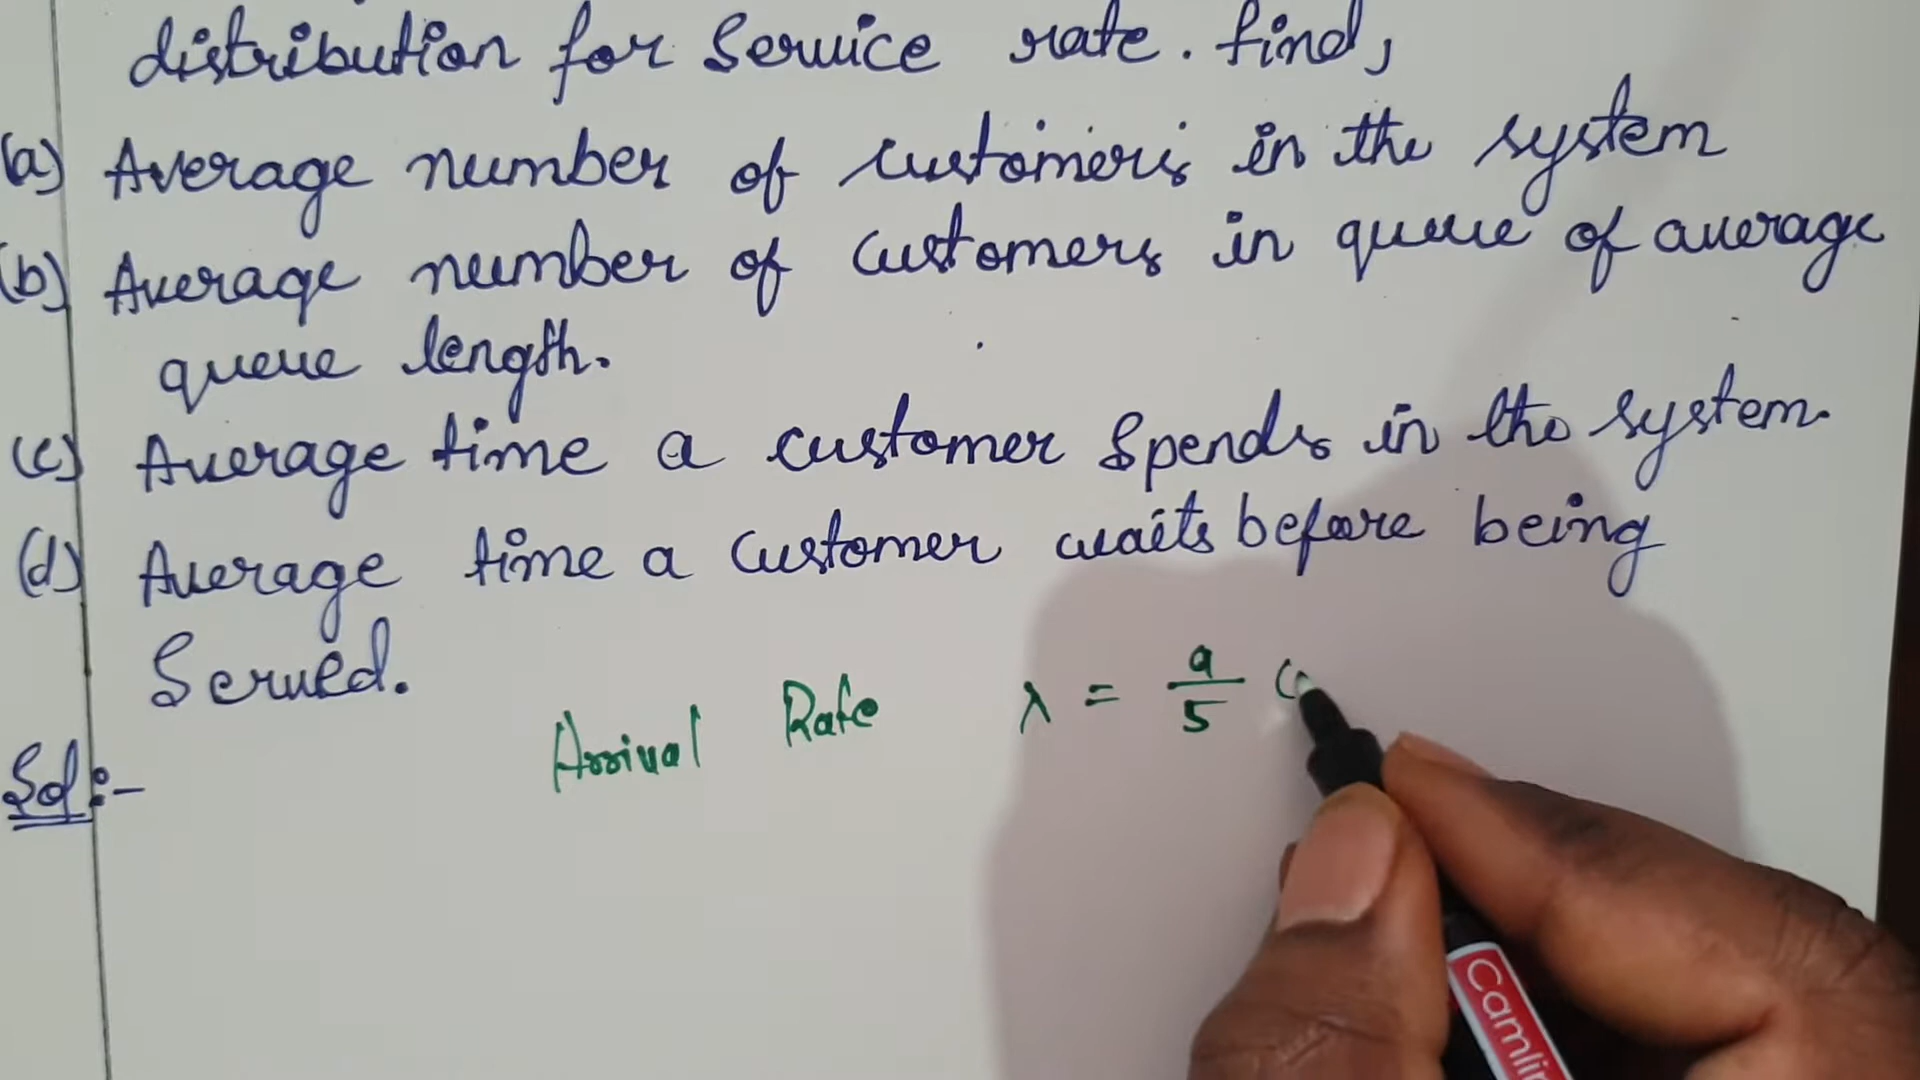 distribution for service rate. find,
(a) Average number of customers in the system
(b) Average number of customers in queue of average
queue length.
(c) Average time a customer spends in the system.
(d) Average time a customer waits before being
Served.
Arrival Rate λ = 9/5 (
Sol:-
Camlin